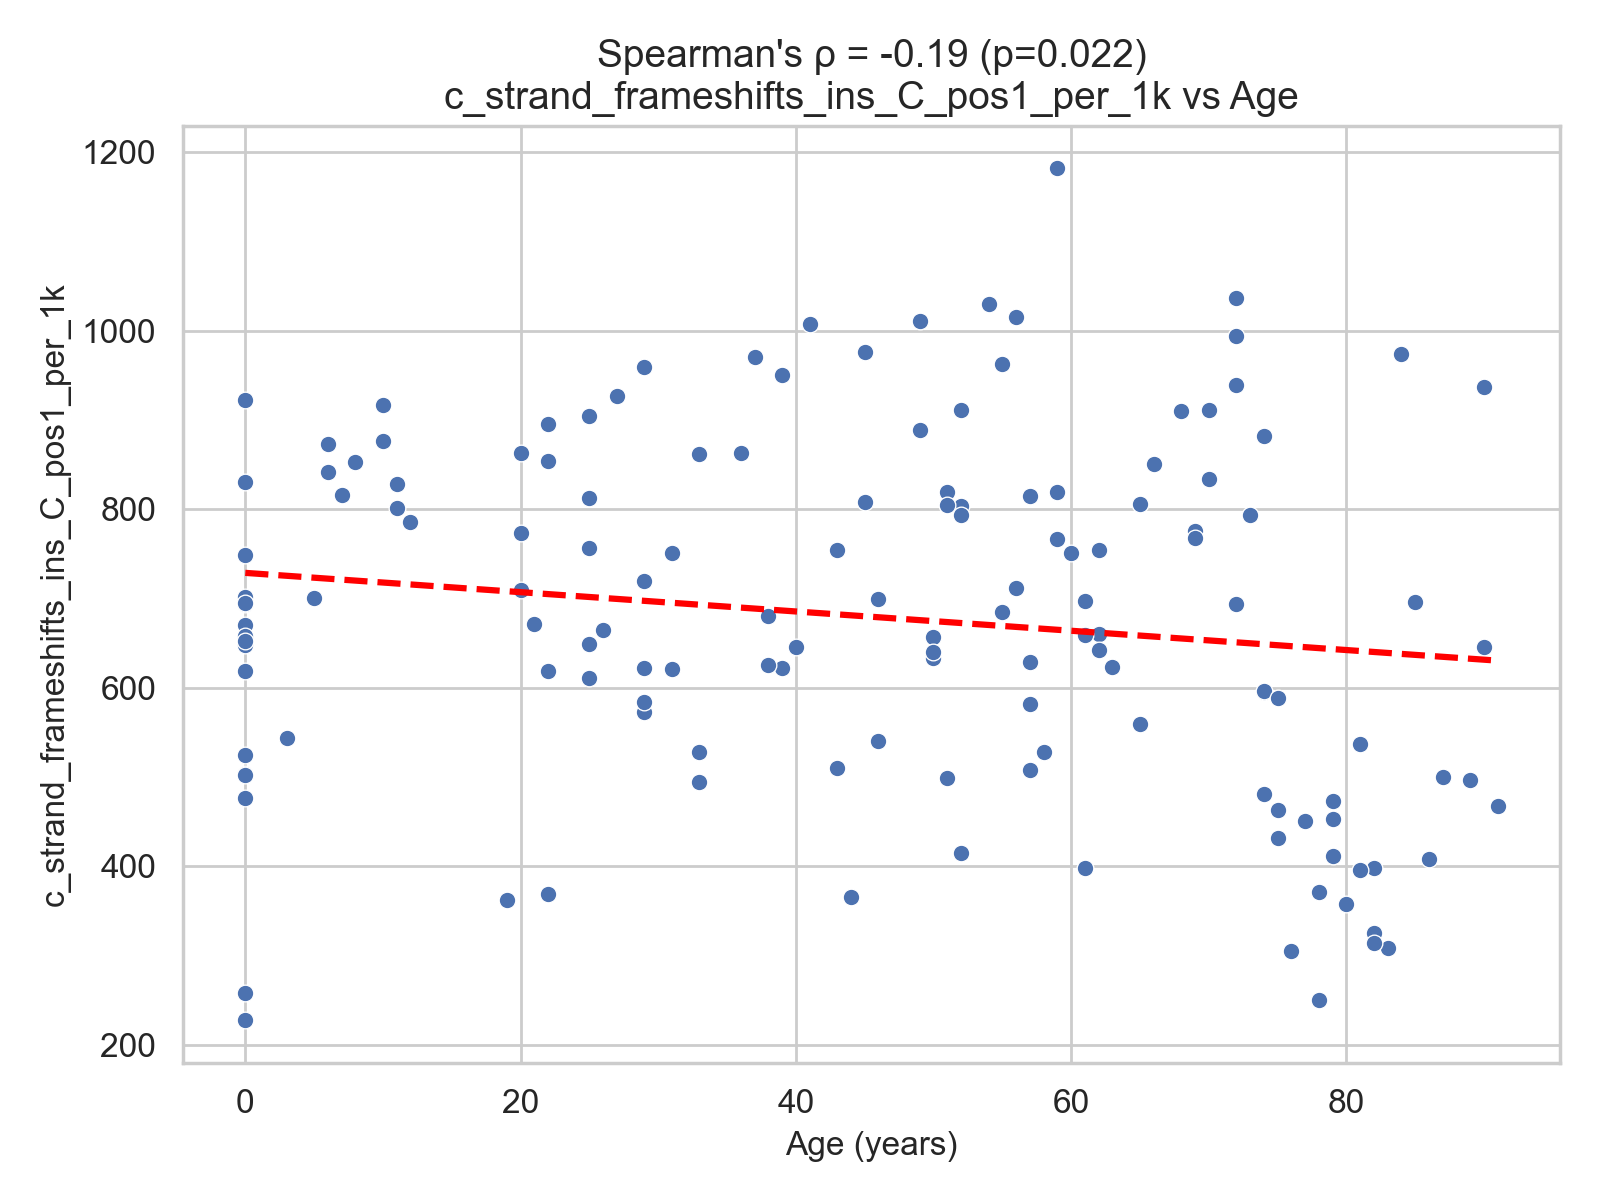 Spearman's ρ = -0.19 (p=0.022)
c_strand_frameshifts_ins_C_pos1_per_1k vs Age
c_strand_frameshifts_ins_C_pos1_per_1k
1200
1000
800
600
400
200
0 20 40 60 80
Age (years)